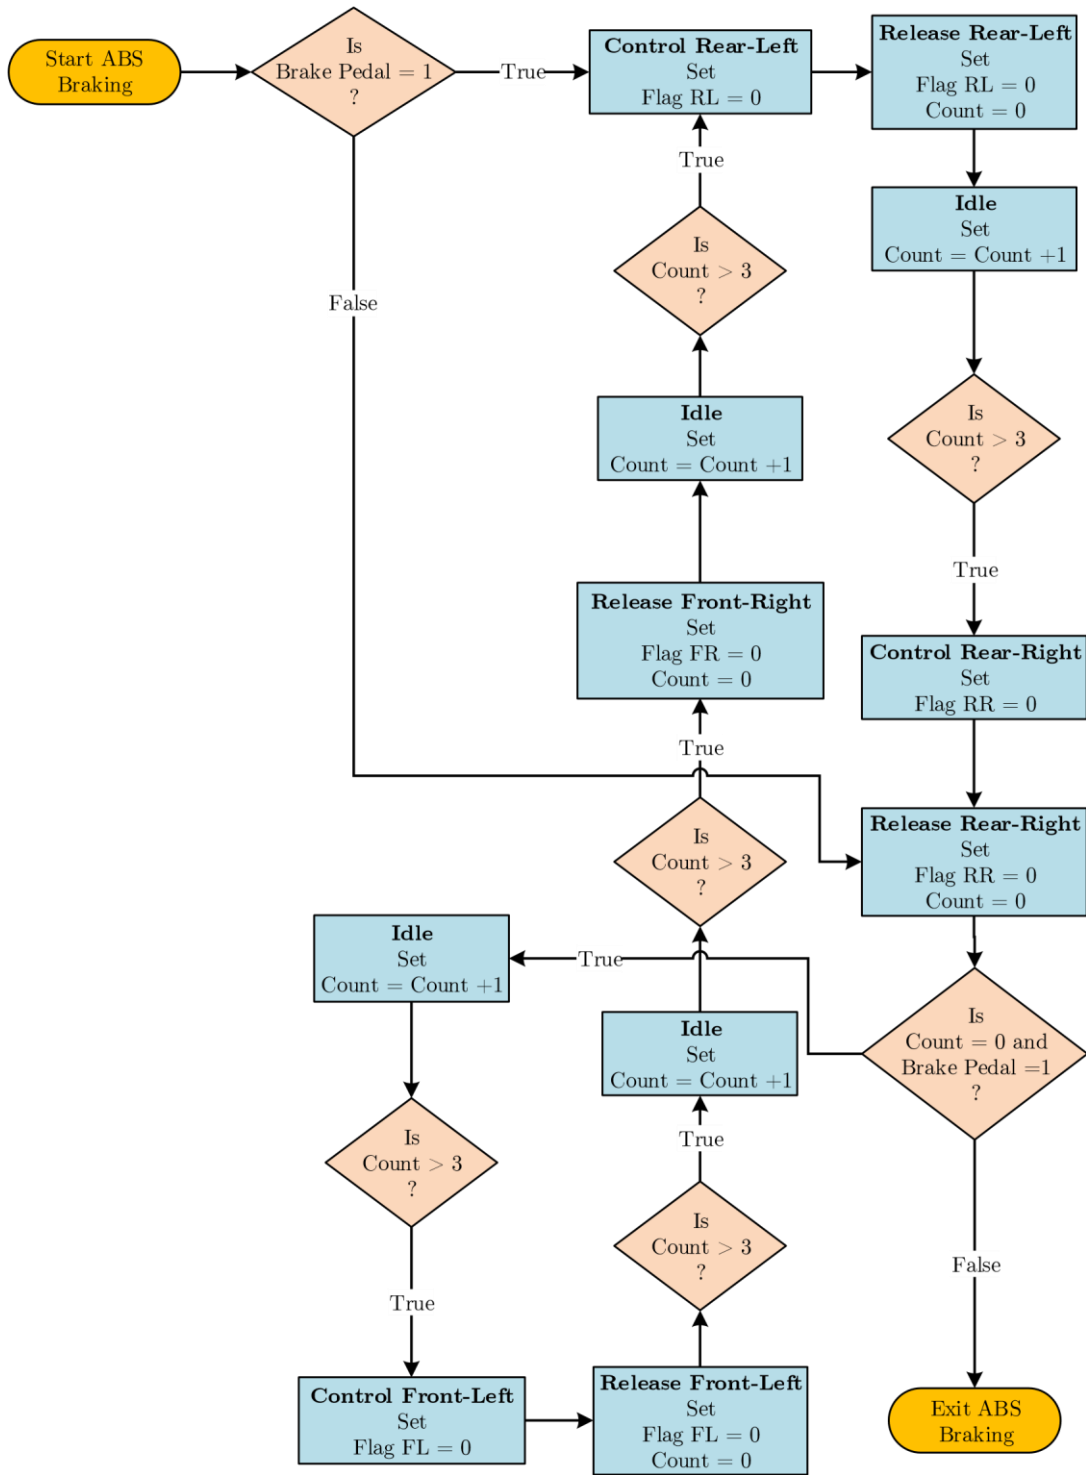 Start ABS
Braking
Is
Brake Pedal = 1
?
True
Control Rear-Left
Set
Flag RL = 0
Release Rear-Left
Set
Flag RL = 0
Count = 0
True
Idle
Set
Count = Count +1
Is
Count > 3
?
False
Idle
Set
Count = Count +1
Is
Count > 3
?
True
Release Front-Right
Set
Flag FR = 0
Count = 0
Control Rear-Right
Set
Flag RR = 0
True
Is
Count > 3
?
Release Rear-Right
Set
Flag RR = 0
Count = 0
Idle
Set
Count = Count +1
True
Is
Count = 0 and
Brake Pedal =1
?
Idle
Set
Count = Count +1
Is
Count > 3
?
True
Is
Count > 3
?
False
True
Control Front-Left
Set
Flag FL = 0
Release Front-Left
Set
Flag FL = 0
Count = 0
Exit ABS
Braking